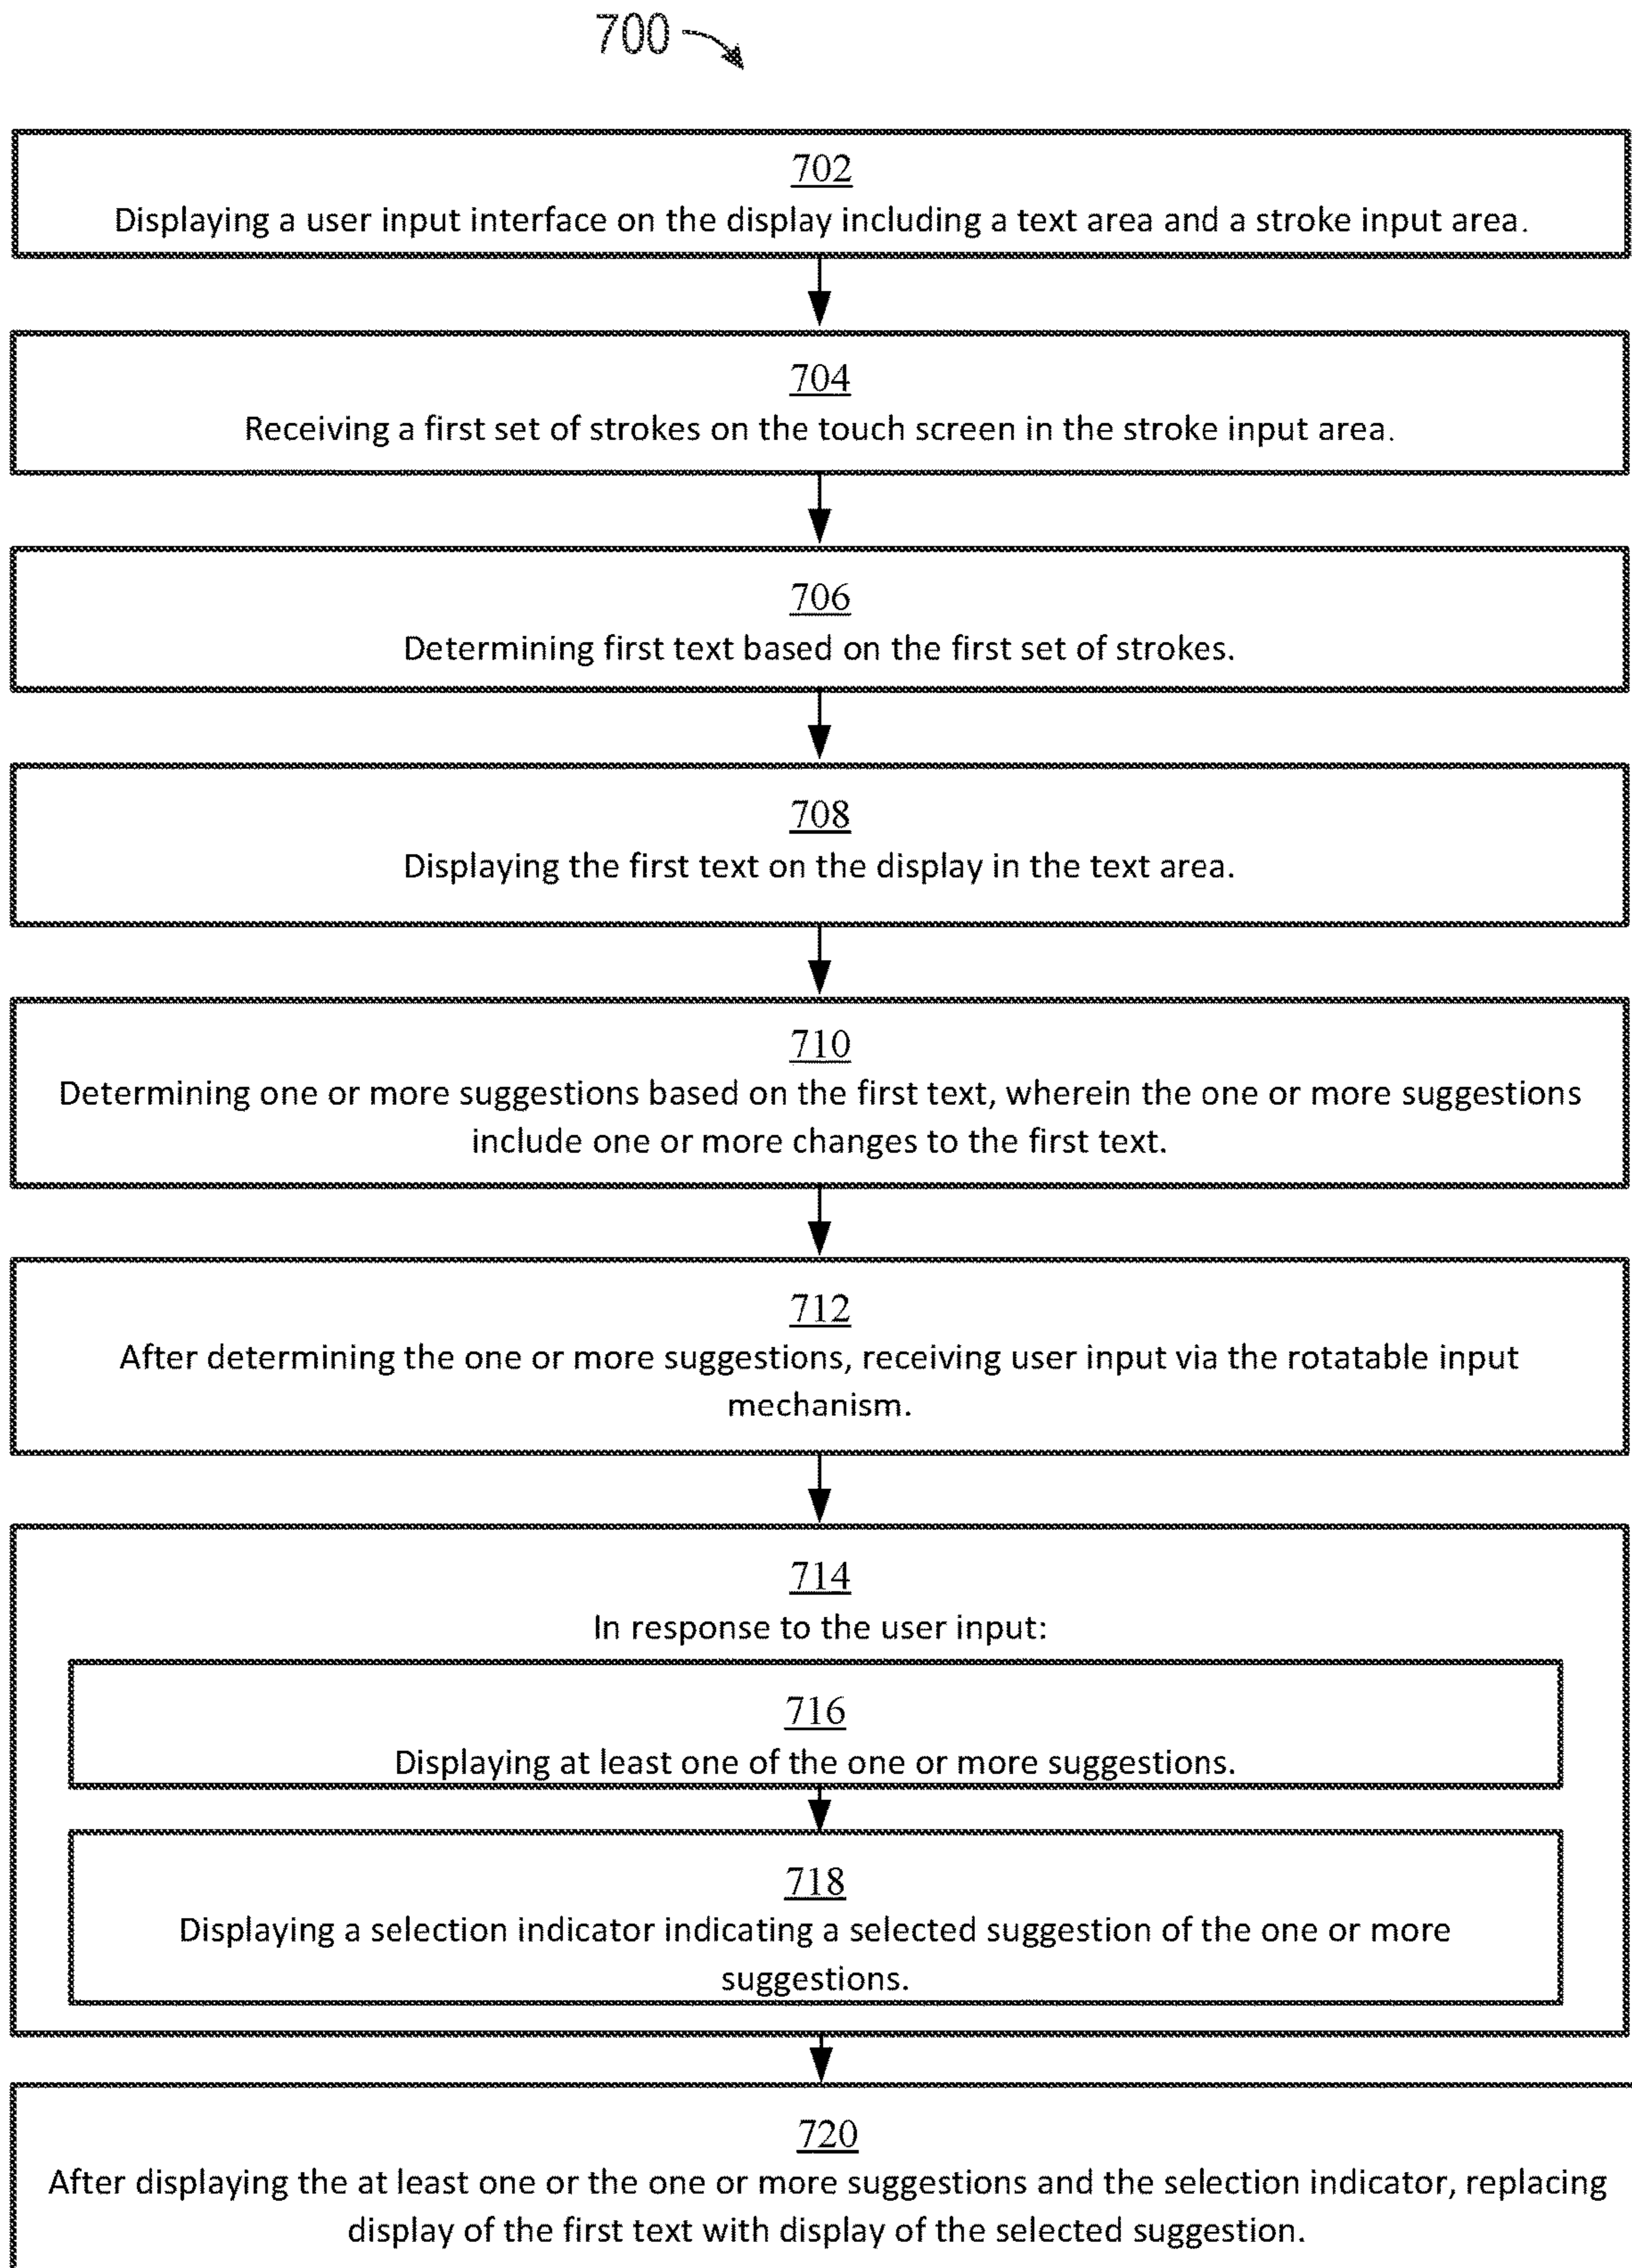 700
702
Displaying a user input interface on the display including a text area and a stroke input area.
704
Receiving a first set of strokes on the touch screen in the stroke input area.
706
Determining first text based on the first set of strokes.
708
Displaying the first text on the display in the text area.
710
Determining one or more suggestions based on the first text, wherein the one or more suggestions
include one or more changes to the first text.
712
After determining the one or more suggestions, receiving user input via the rotatable input
mechanism.
714
In response to the user input:
716
Displaying at least one of the one or more suggestions.
718
Displaying a selection indicator indicating a selected suggestion of the one or more
suggestions.
720
After displaying the at least one or the one or more suggestions and the selection indicator, replacing
display of the first text with display of the selected suggestion.